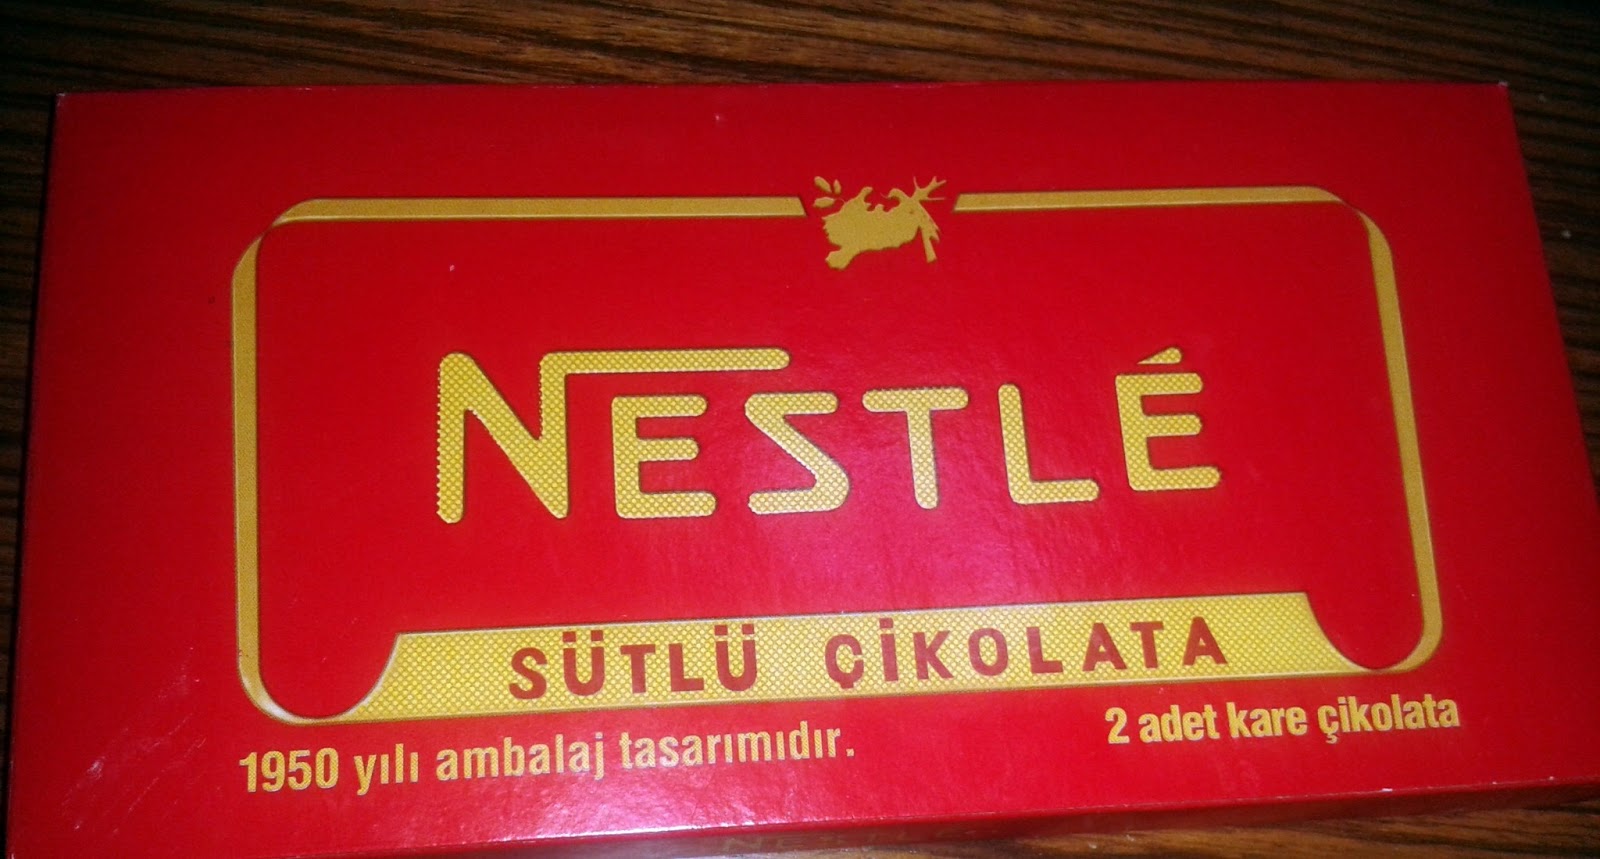 NESTLÉ
SÜTLÜ ÇİKOLATA
1950 yılı ambalaj tasarımıdır.
2 adet kare çikolata